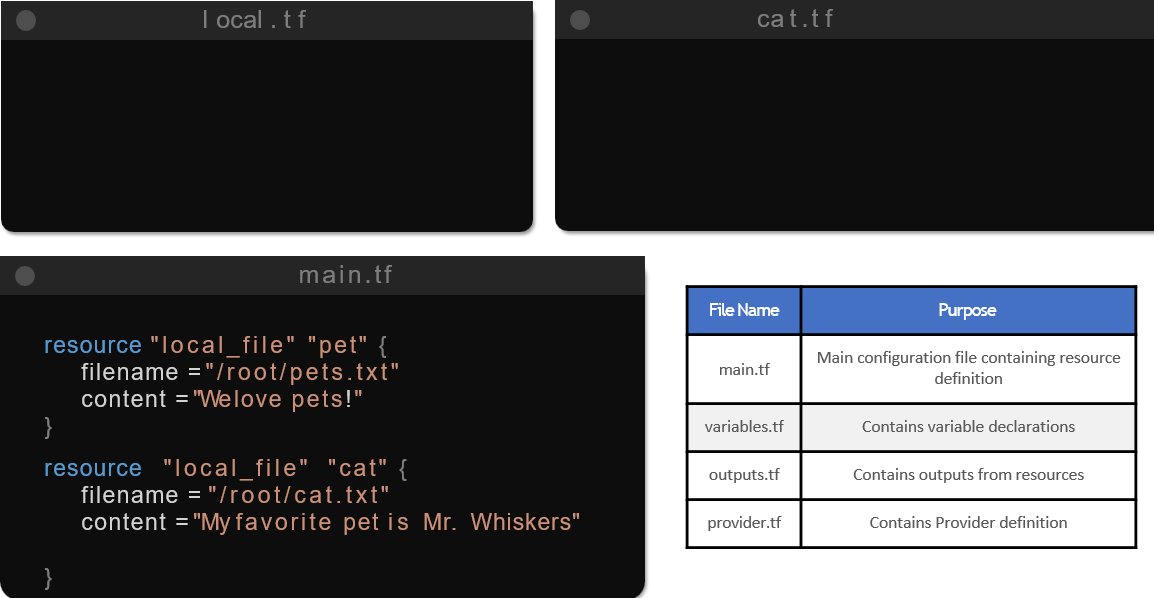 local.tf
cat.tf
main.tf
resource "local_file" "pet" {
filename ="/root/pets.txt"
content ="Welove pets!"
}
resource "local_file" "cat" {
filename ="/root/cat.txt"
content ="Myfavorite pet is Mr. Whiskers"
}
File Name Purpose
main.tf Main configuration file containing resource
definition
variables.tf Contains variable declarations
outputs.tf Contains outputs from resources
provider.tf Contains Provider definition